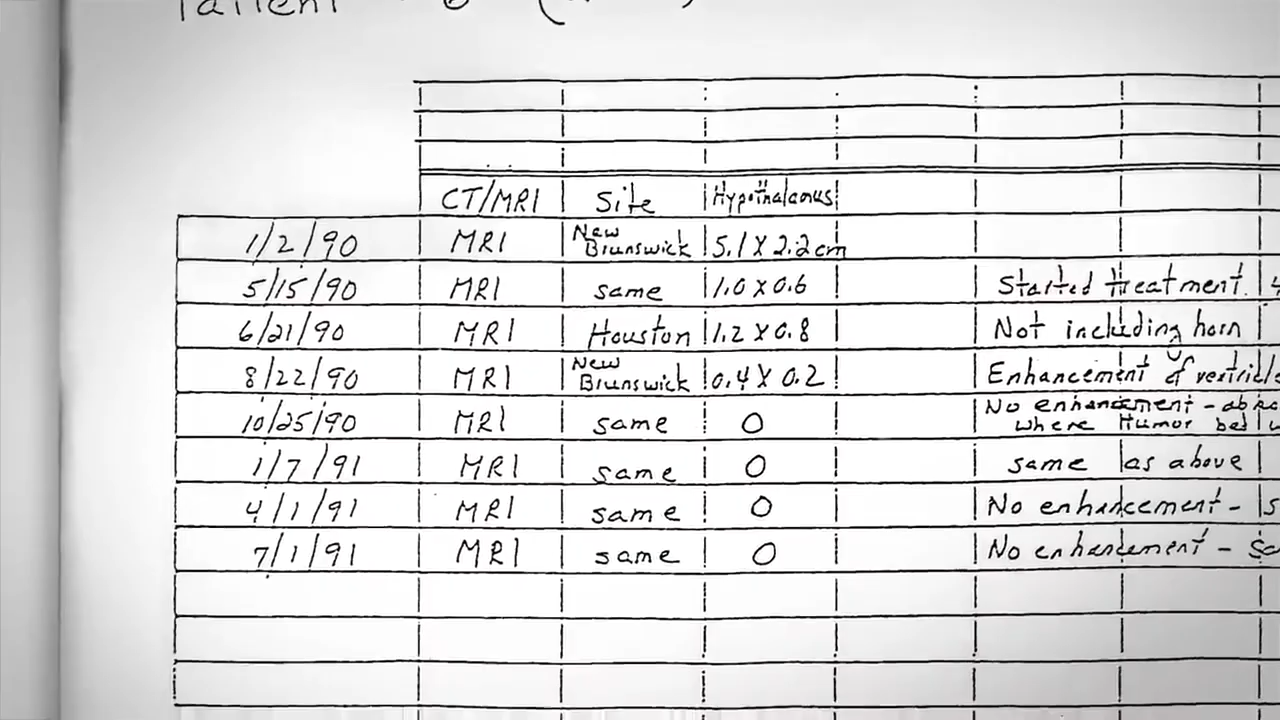 Patient
CT/MRI Site Hypothalamus
1/2/90 MRI New Brunswick 5.1 X 2.2 cm
5/15/90 MRI same 1.0 X 0.6 Started treatment.
6/21/90 MRI Houston 1.2 X 0.8 Not including horn
8/22/90 MRI New Brunswick 0.4 X 0.2 Enhancement of
10/25/90 MRI same 0 No enhancement -
where
1/7/91 MRI same 0 same as above
4/1/91 MRI same 0 No enhancement -
7/1/91 MRI same 0 No enhancement -